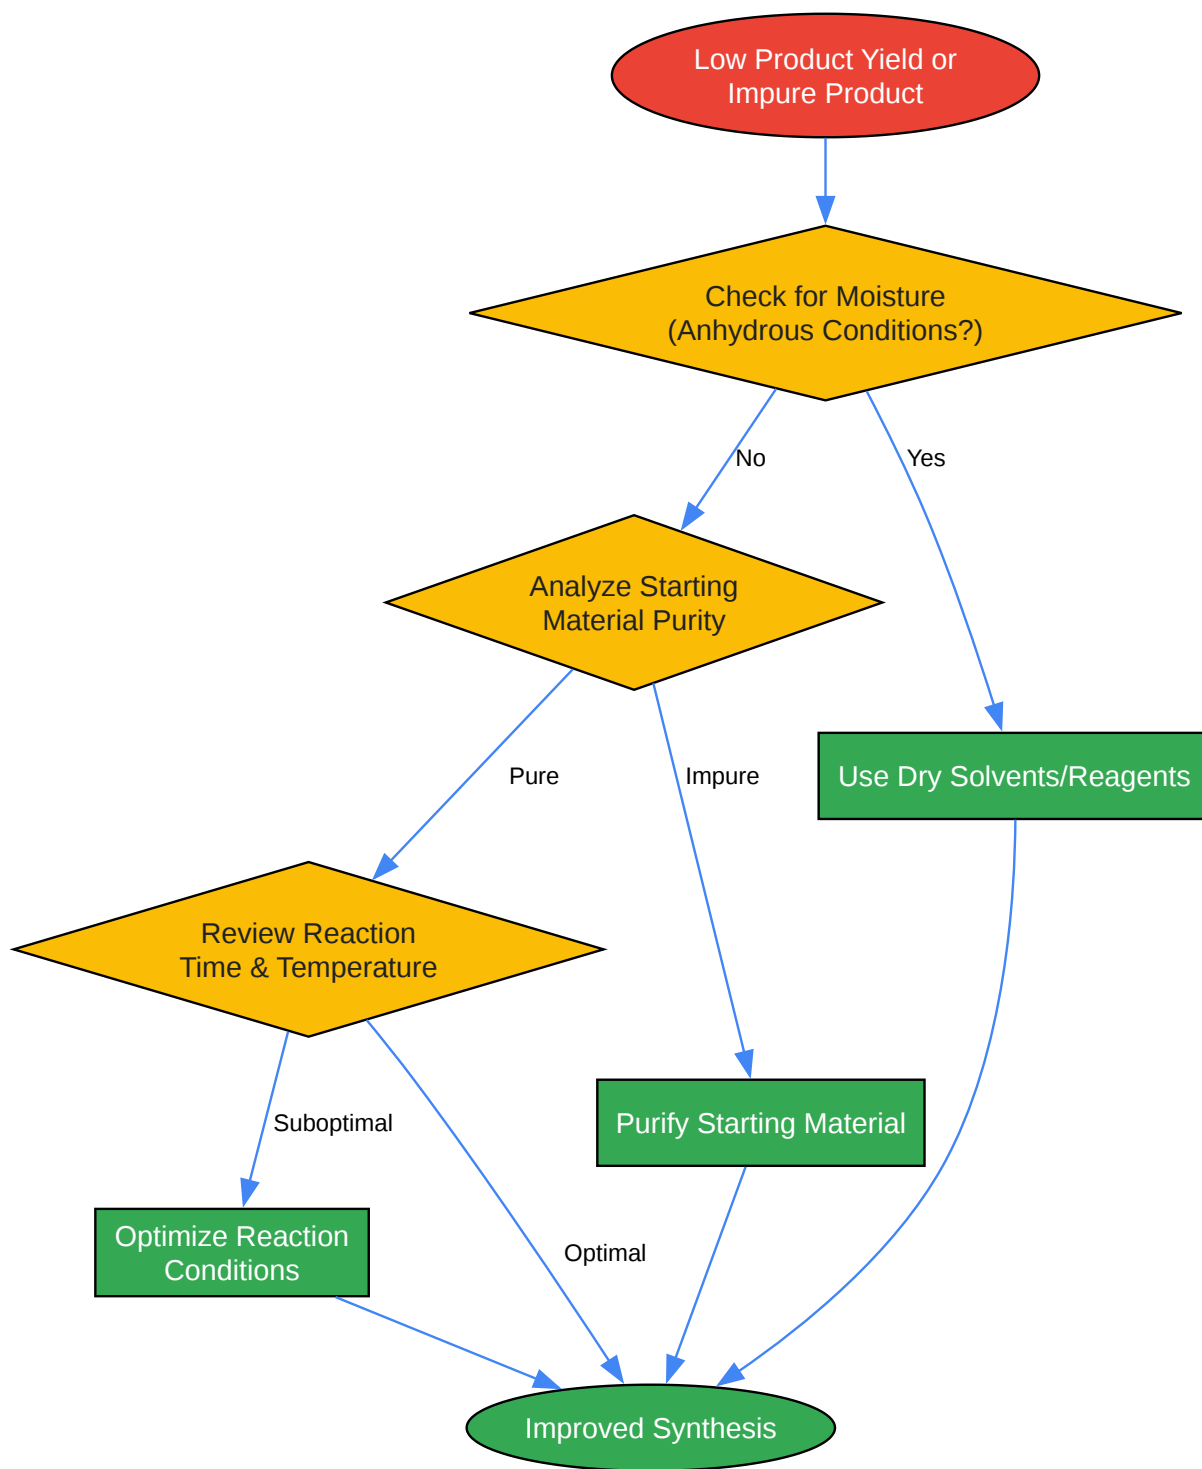 Low Product Yield or
Impure Product
Check for Moisture
(Anhydrous Conditions?)
No
Yes
Analyze Starting
Material Purity
Pure
Impure
Use Dry Solvents/Reagents
Review Reaction
Time & Temperature
Suboptimal
Purify Starting Material
Optimize Reaction
Conditions
Optimal
Improved Synthesis